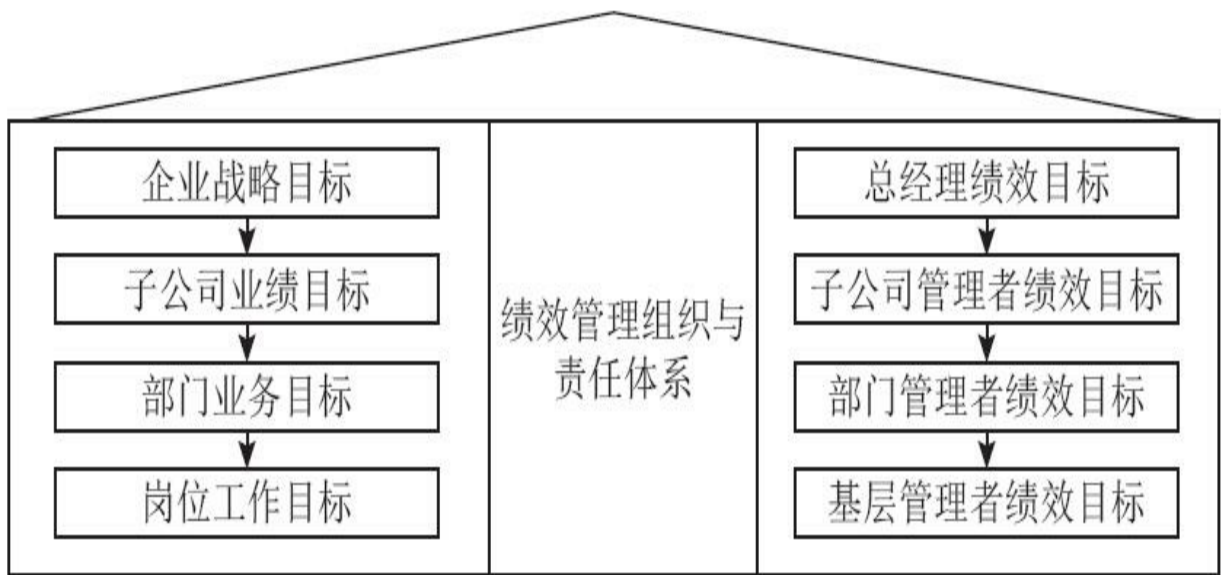 企业战略目标
子公司业绩目标
部门业务目标
岗位工作目标
绩效管理组织与
责任体系
总经理绩效目标
子公司管理者绩效目标
部门管理者绩效目标
基层管理者绩效目标